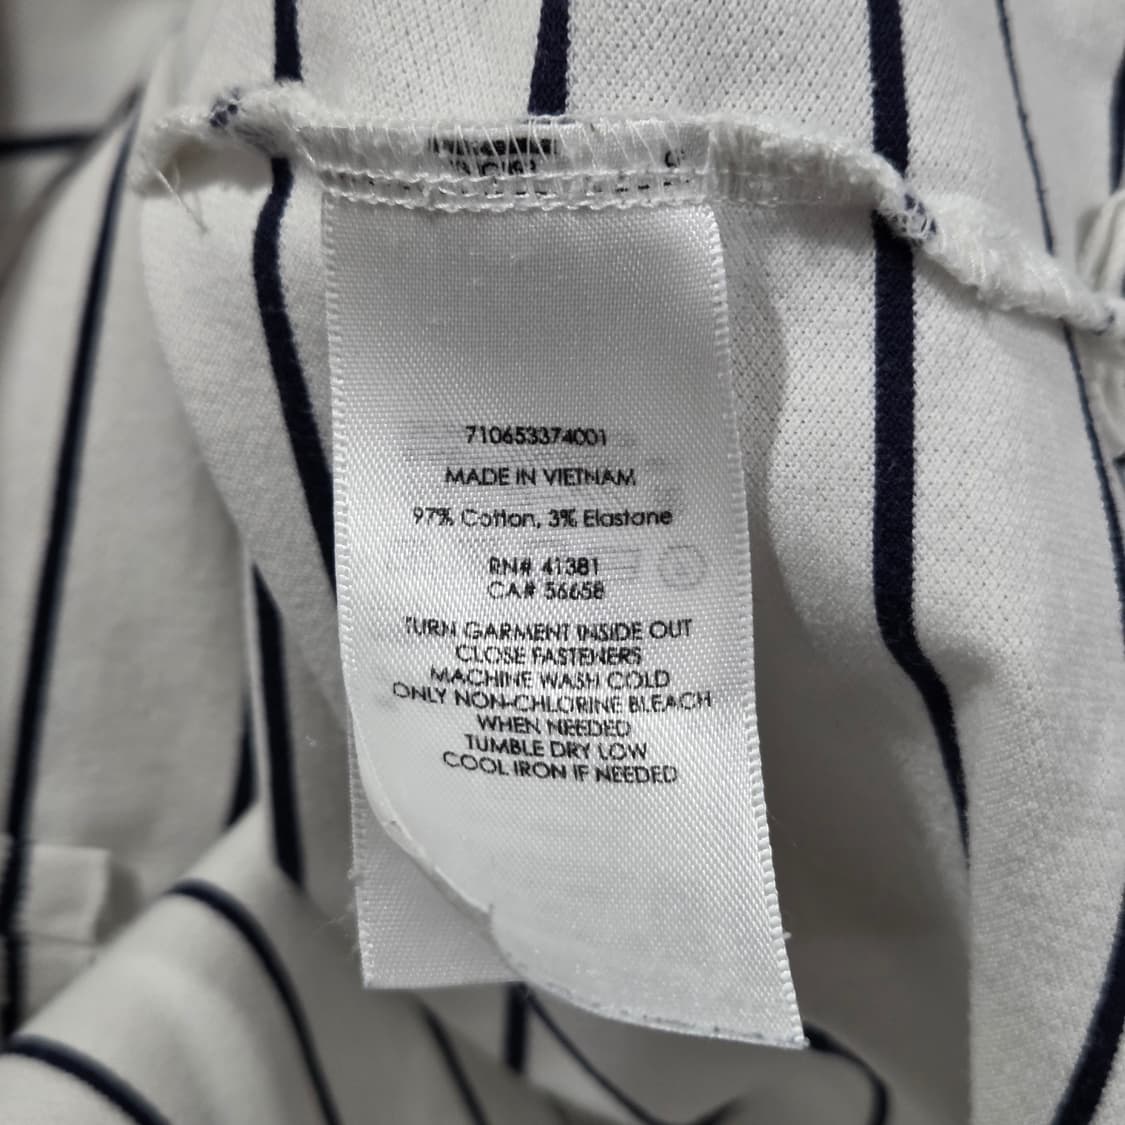 710653374001
MADE IN VIETNAM
97% Cotton, 3% Elastane
RN# 41381
CA# 56658
TURN GARMENT INSIDE OUT
CLOSE FASTENERS
MACHINE WASH COLD
ONLY NON-CHLORINE BLEACH
WHEN NEEDED
TUMBLE DRY LOW
COOL IRON IF NEEDED